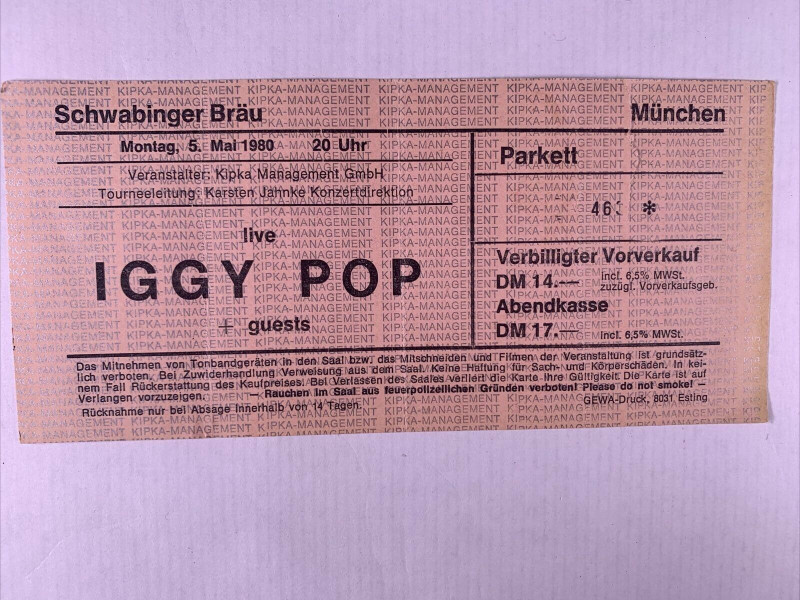 Schwabinger Bräu München
Montag, 5. Mai 1980 20 Uhr
Veranstalter: Kipka Management GmbH
Tourneeleitung: Karsten Jahnke Konzertdirektion
live
IGGY POP
+ guests
Parkett
*
Verbilligter Vorverkauf
DM 14.—
incl. 6,5% MWSt.
zuzügl. Vorverkaufsgeb.
Abendkasse
DM 17.— incl. 6,5% MWSt.
Das Mitnehmen von Tonbandgeräten in den Saal bzw. das Mitschneiden und Filmen der Veranstaltung ist grundsätz-
lich verboten. Bei Zuwiderhandlung Verweisung aus dem Saal. Keine Haftung für Sach- und Körperschäden. In kei-
nem Fall Rückerstattung des Kaufpreises. Bei Verlassen des Saales verliert die Karte ihre Gültigkeit. Die Karte ist auf
Verlangen vorzuzeigen. — Rauchen im Saal aus feuerpolizeilichen Gründen verboten! Please do not smoke! —
Rücknahme nur bei Absage innerhalb von 14 Tagen. GEWA-Druck, 8031 Esting